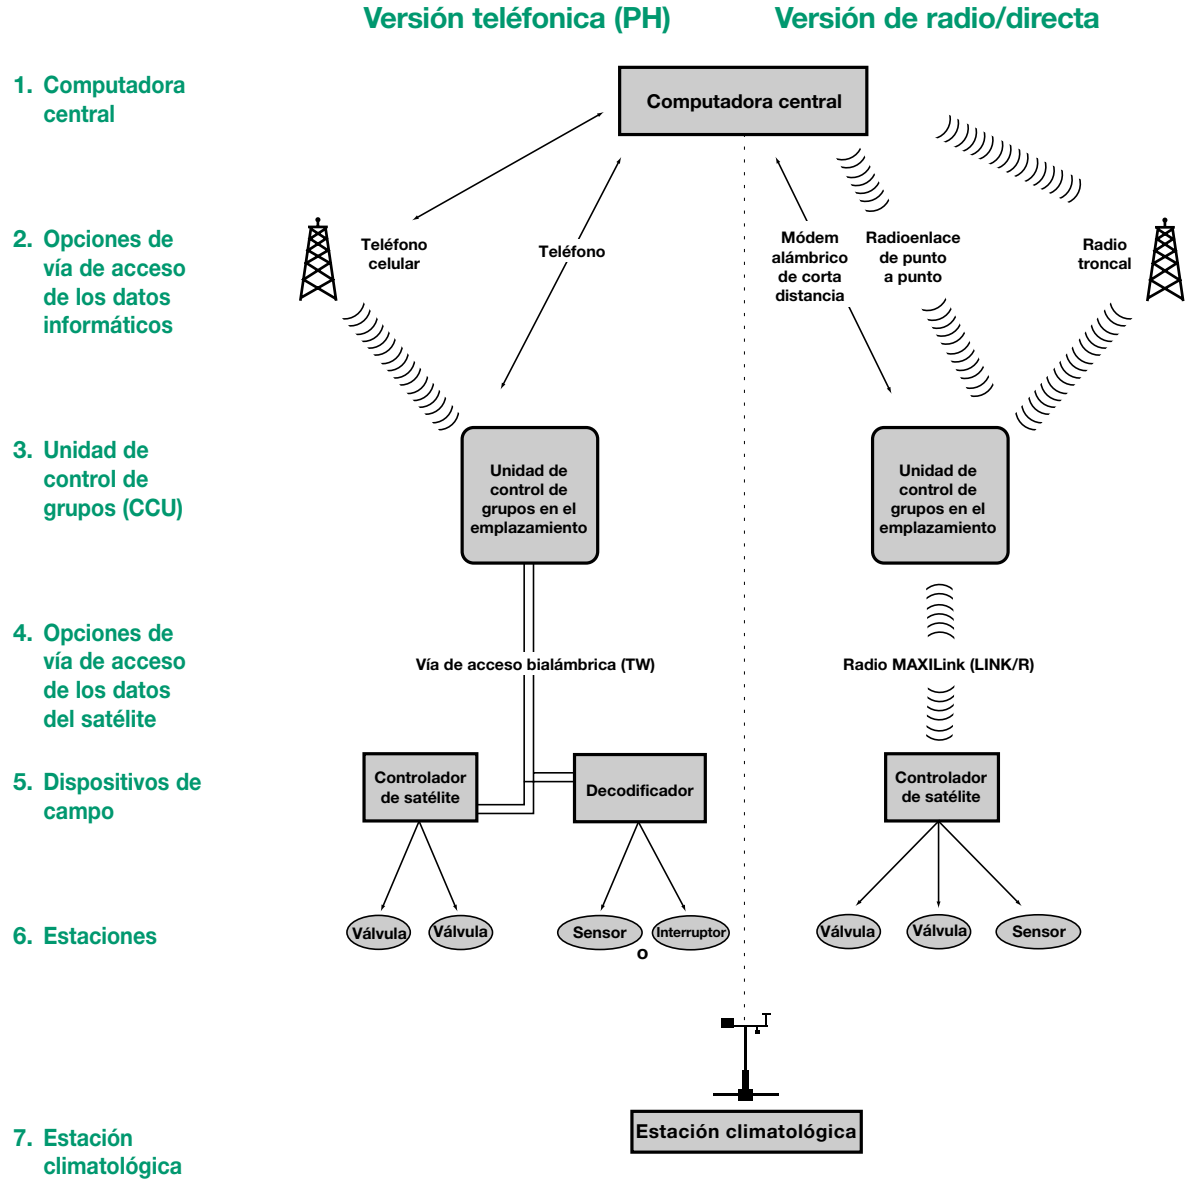 Versión teléfonica (PH)
Versión de radio/directa
1. Computadora
central
Computadora central
2. Opciones de
vía de acceso
de los datos
informáticos
Teléfono
celular
Teléfono
Módem
alámbrico
de corta
distancia
Radioenlace
de punto
a punto
Radio
troncal
3. Unidad de
control de
grupos (CCU)
Unidad de
control de
grupos en el
emplazamiento
Unidad de
control de
grupos en el
emplazamiento
4. Opciones de
vía de acceso
de los datos
del satélite
Vía de acceso bialámbrica (TW)
Radio MAXILink (LINK/R)
5. Dispositivos de
campo
Controlador
de satélite
Decodificador
Controlador
de satélite
6. Estaciones
Válvula
Válvula
Sensor
o
Interruptor
Válvula
Válvula
Sensor
7. Estación
climatológica
Estación climatológica